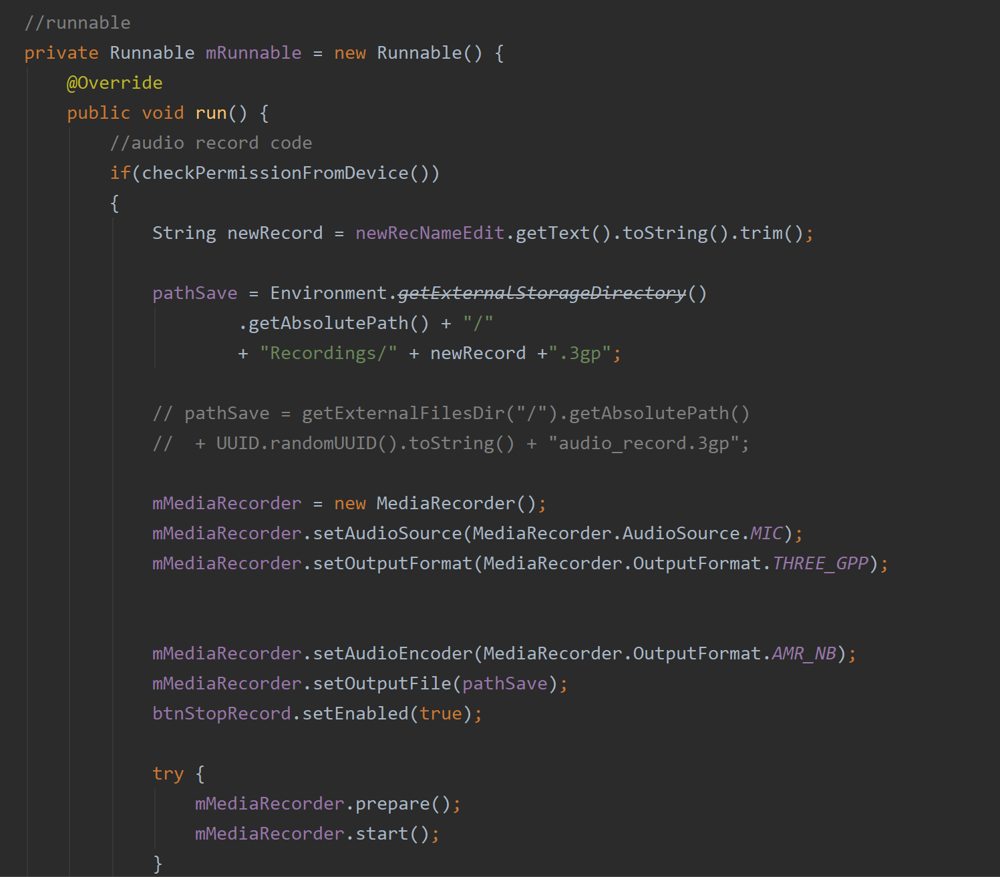 //runnable
private Runnable mRunnable = new Runnable() {
@Override
public void run() {
//audio record code
if(checkPermissionFromDevice())
{
String newRecord = newRecNameEdit.getText().toString().trim();
pathSave = Environment.getExternalStorageDirectory()
.getAbsolutePath() + "/"
+ "Recordings/" + newRecord +".3gp";
// pathSave = getExternalFilesDir("/").getAbsolutePath()
//  + UUID.randomUUID().toString() + "audio_record.3gp";
mMediaRecorder = new MediaRecorder();
mMediaRecorder.setAudioSource(MediaRecorder.AudioSource.MIC);
mMediaRecorder.setOutputFormat(MediaRecorder.OutputFormat.THREE_GPP);
mMediaRecorder.setAudioEncoder(MediaRecorder.OutputFormat.AMR_NB);
mMediaRecorder.setOutputFile(pathSave);
btnStopRecord.setEnabled(true);
try {
mMediaRecorder.prepare();
mMediaRecorder.start();
}